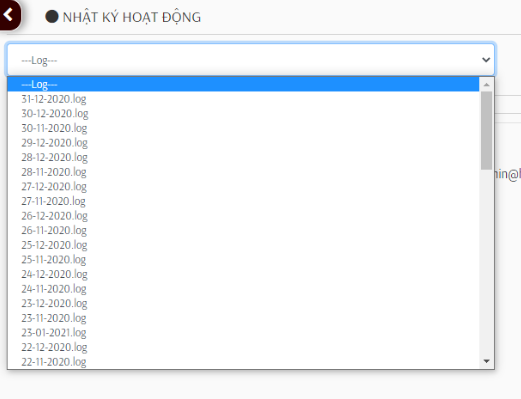 NHẬT KÝ HOẠT ĐỘNG
---Log---
---Log---
31-12-2020.log
30-12-2020.log
30-11-2020.log
29-12-2020.log
28-12-2020.log
28-11-2020.log
27-12-2020.log
27-11-2020.log
26-12-2020.log
26-11-2020.log
25-12-2020.log
25-11-2020.log
24-12-2020.log
24-11-2020.log
23-12-2020.log
23-11-2020.log
23-01-2021.log
22-12-2020.log
22-11-2020.log